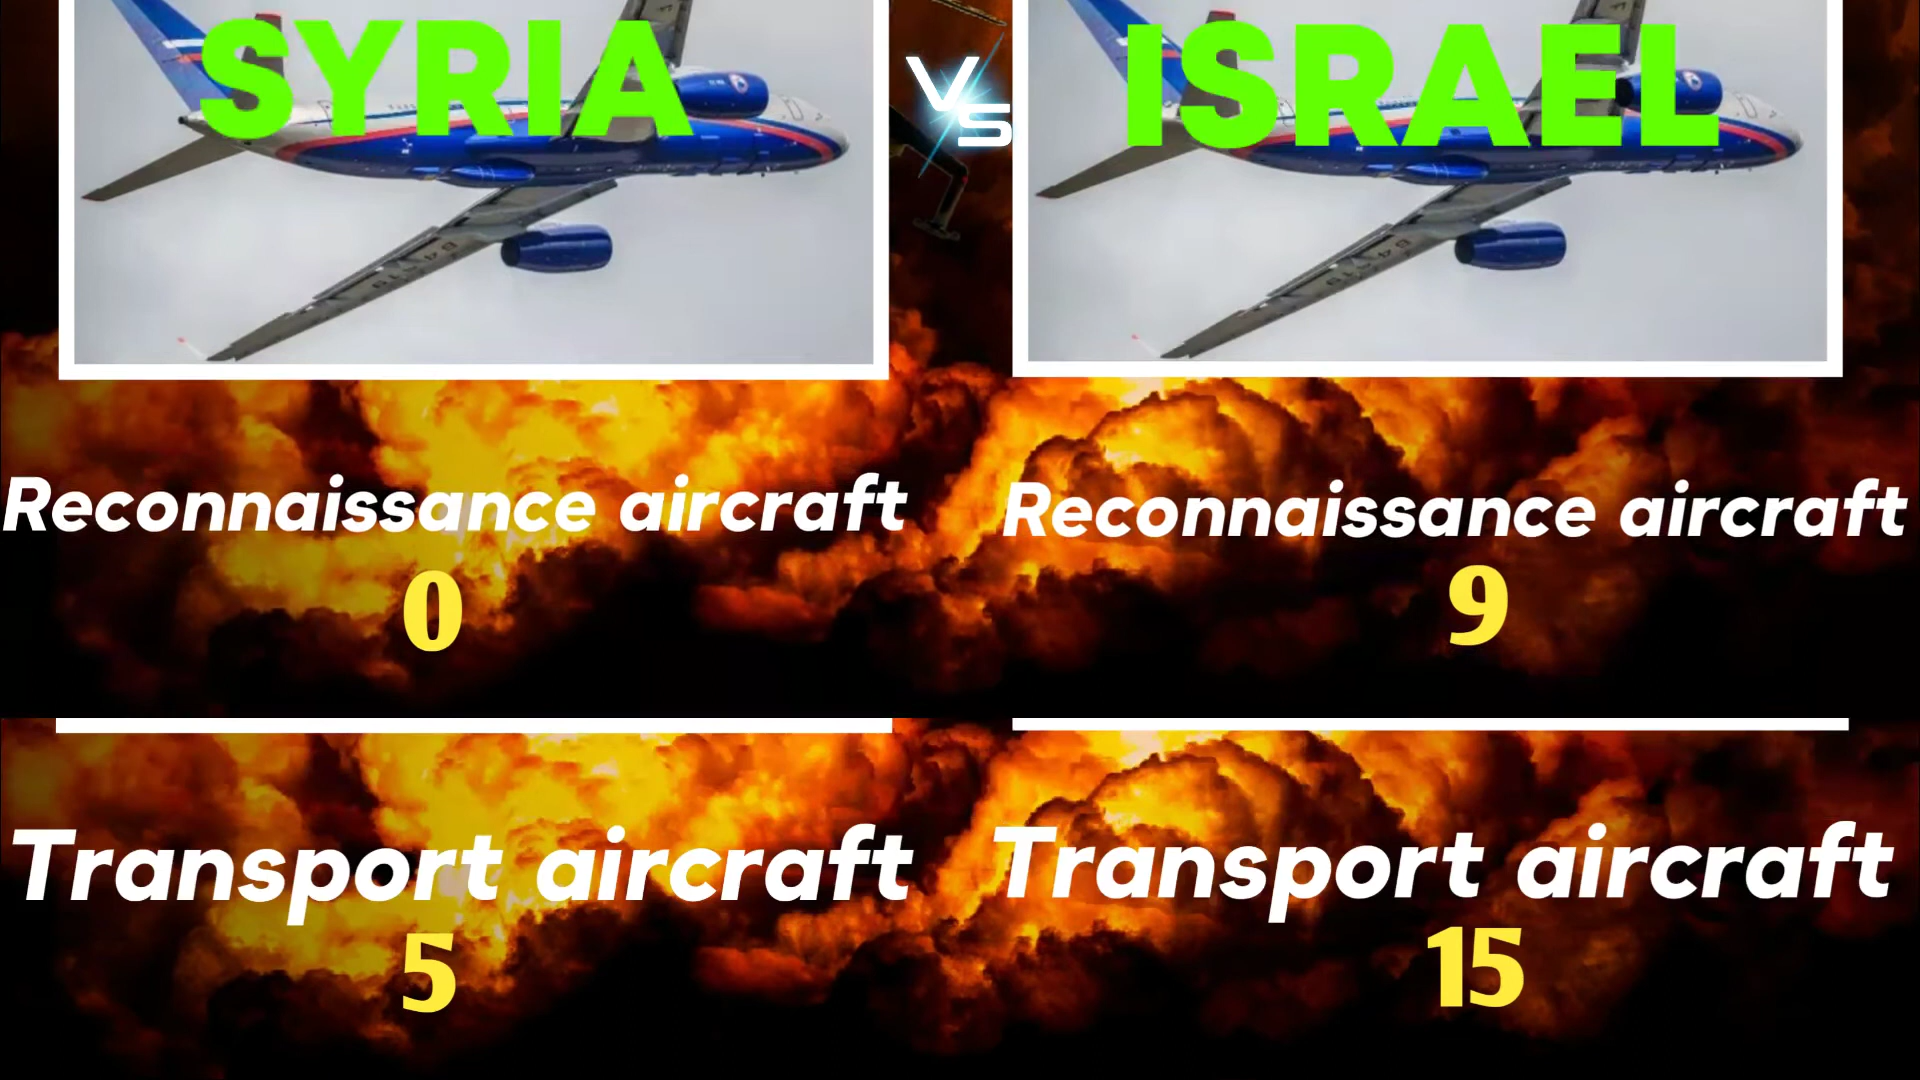 SYRIA
VS
ISRAEL
Reconnaissance aircraft
0
Reconnaissance aircraft
9
Transport aircraft
5
Transport aircraft
15